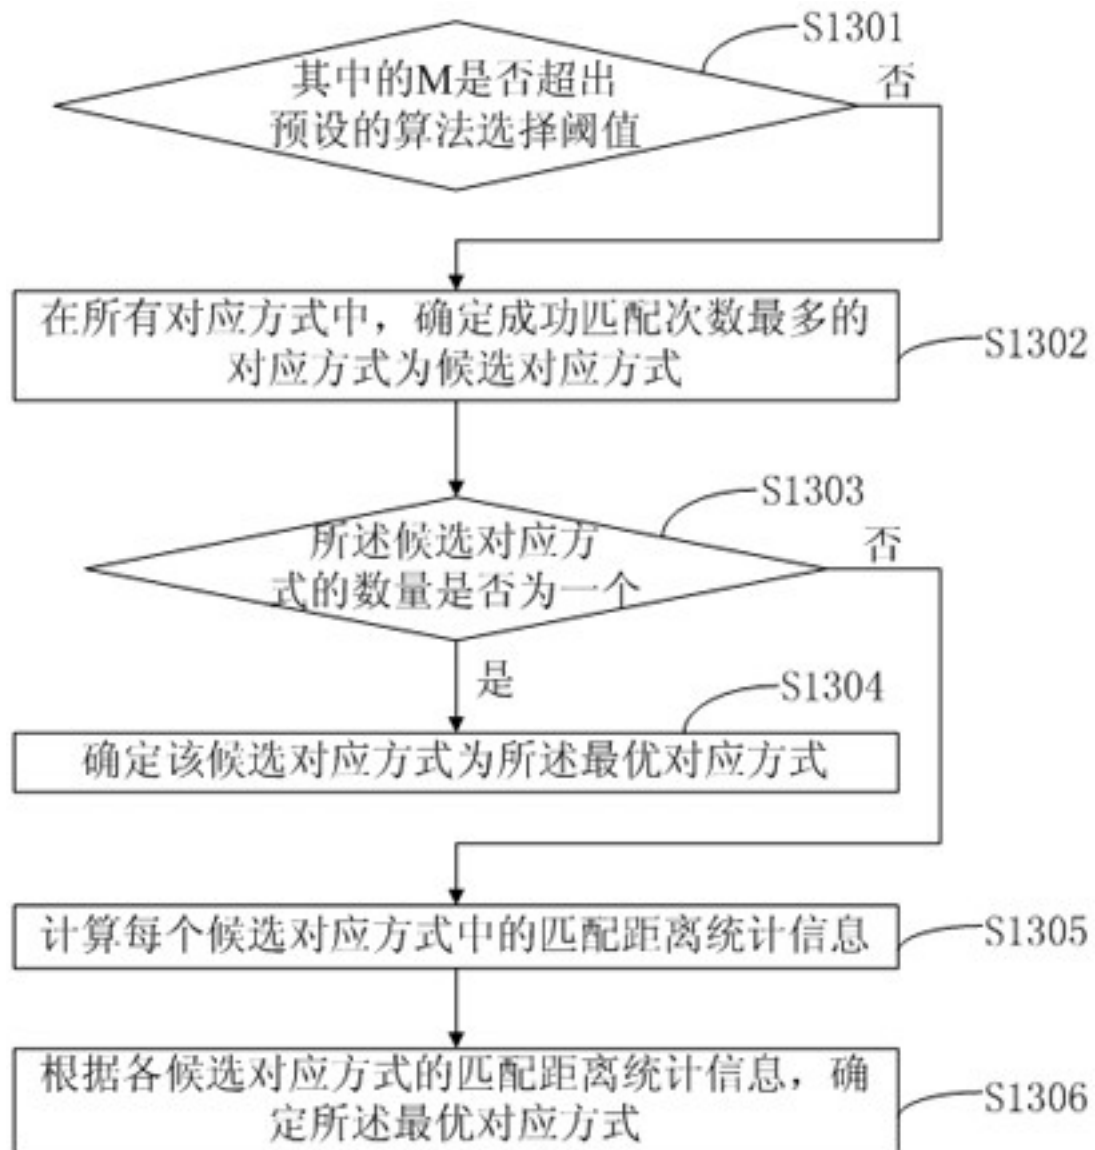 S1301
其中的M是否超出
预设的算法选择阈值
否
在所有对应方式中，确定成功匹配次数最多的
对应方式为候选对应方式
S1302
S1303
所述候选对应方
式的数量是否为一个
否
是
S1304
确定该候选对应方式为所述最优对应方式
计算每个候选对应方式中的匹配距离统计信息
S1305
根据各候选对应方式的匹配距离统计信息，确
定所述最优对应方式
S1306